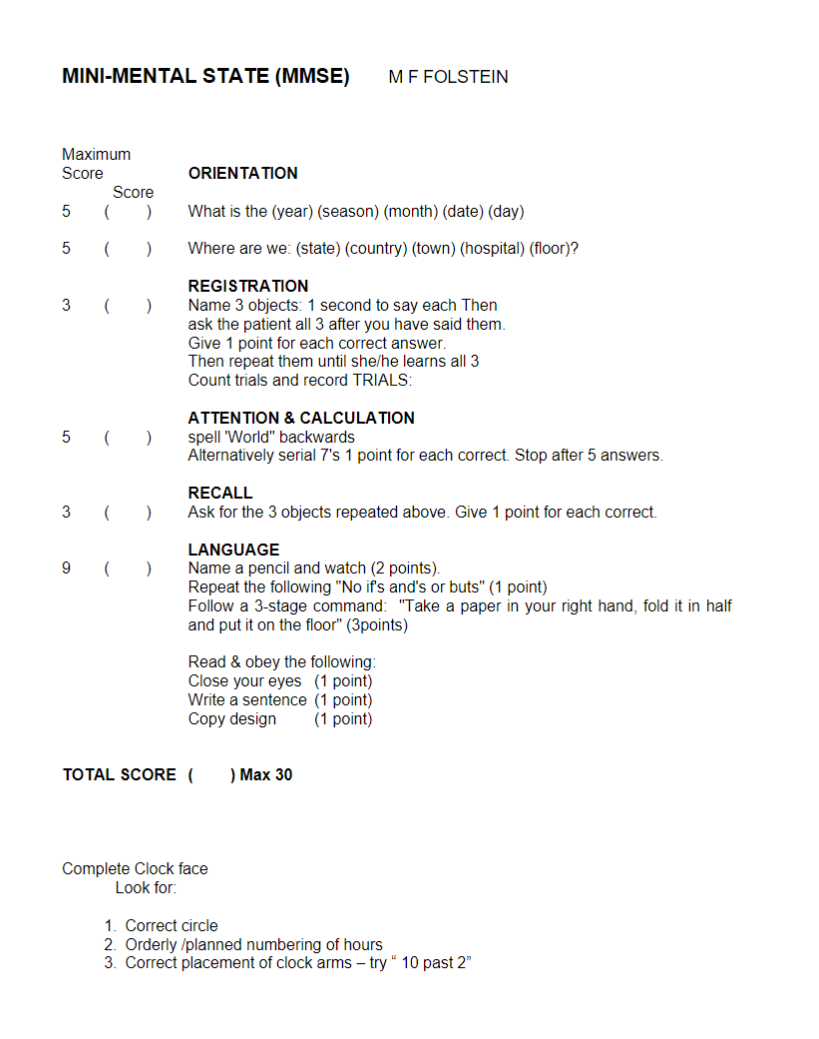 MINI-MENTAL STATE (MMSE) M F FOLSTEIN
Maximum
Score ORIENTATION
Score
5 ( ) What is the (year) (season) (month) (date) (day)
5 ( ) Where are we: (state) (country) (town) (hospital) (floor)?
REGISTRATION
3 ( ) Name 3 objects: 1 second to say each Then
ask the patient all 3 after you have said them.
Give 1 point for each correct answer.
Then repeat them until she/he learns all 3
Count trials and record TRIALS:
ATTENTION & CALCULATION
5 ( ) spell 'World" backwards
Alternatively serial 7's 1 point for each correct. Stop after 5 answers.
RECALL
3 ( ) Ask for the 3 objects repeated above. Give 1 point for each correct.
LANGUAGE
9 ( ) Name a pencil and watch (2 points).
Repeat the following "No if's and's or buts" (1 point)
Follow a 3-stage command: "Take a paper in your right hand, fold it in half
and put it on the floor" (3points)
Read & obey the following:
Close your eyes (1 point)
Write a sentence (1 point)
Copy design (1 point)
TOTAL SCORE ( ) Max 30
Complete Clock face
Look for:
1. Correct circle
2. Orderly /planned numbering of hours
3. Correct placement of clock arms – try “ 10 past 2”